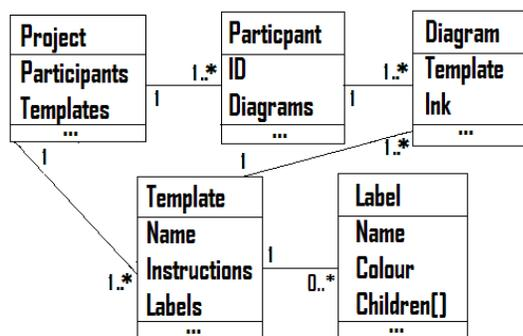 Project
Participants
Templates
...
1
1..*
1
Particpant
ID
Diagrams
...
1
1..*
Diagram
Template
Ink
...
1..*
1
Template
Name
Instructions
Labels
...
1..*
1
0..*
Label
Name
Colour
Children[]
...